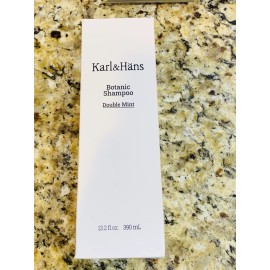 Karl&Häns
Botanic
Shampoo
Double Mint
13.2 fl oz. 390 mL